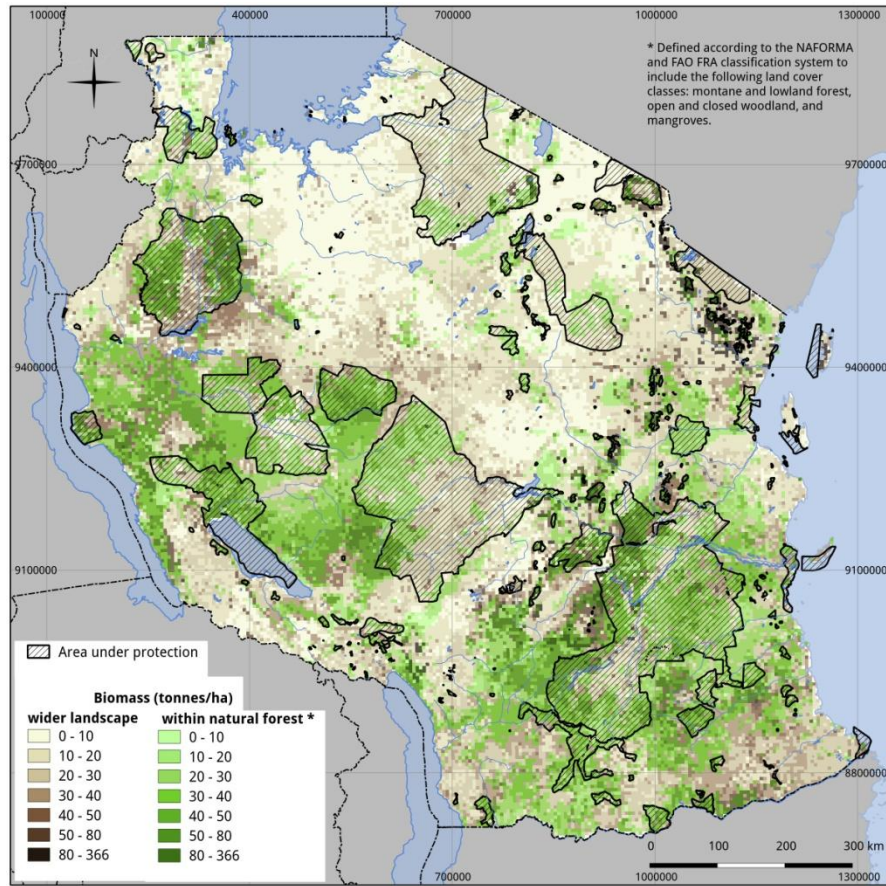 100000 400000 700000 1000000 1300000
N
* Defined according to the NAFORMA
and FAO FRA classification system to
include the following land cover
classes: montane and lowland forest,
open and closed woodland, and
mangroves.
9700000 9700000
9400000 9400000
9100000 9100000
Area under protection
Biomass (tonnes/ha)
wider landscape within natural forest *
0 - 10 0 - 10
10 - 20 10 - 20
20 - 30 20 - 30
30 - 40 30 - 40
40 - 50 40 - 50
50 - 80 50 - 80
80 - 366 80 - 366
8800000
0 100 200 300 km
700000 1000000 1300000